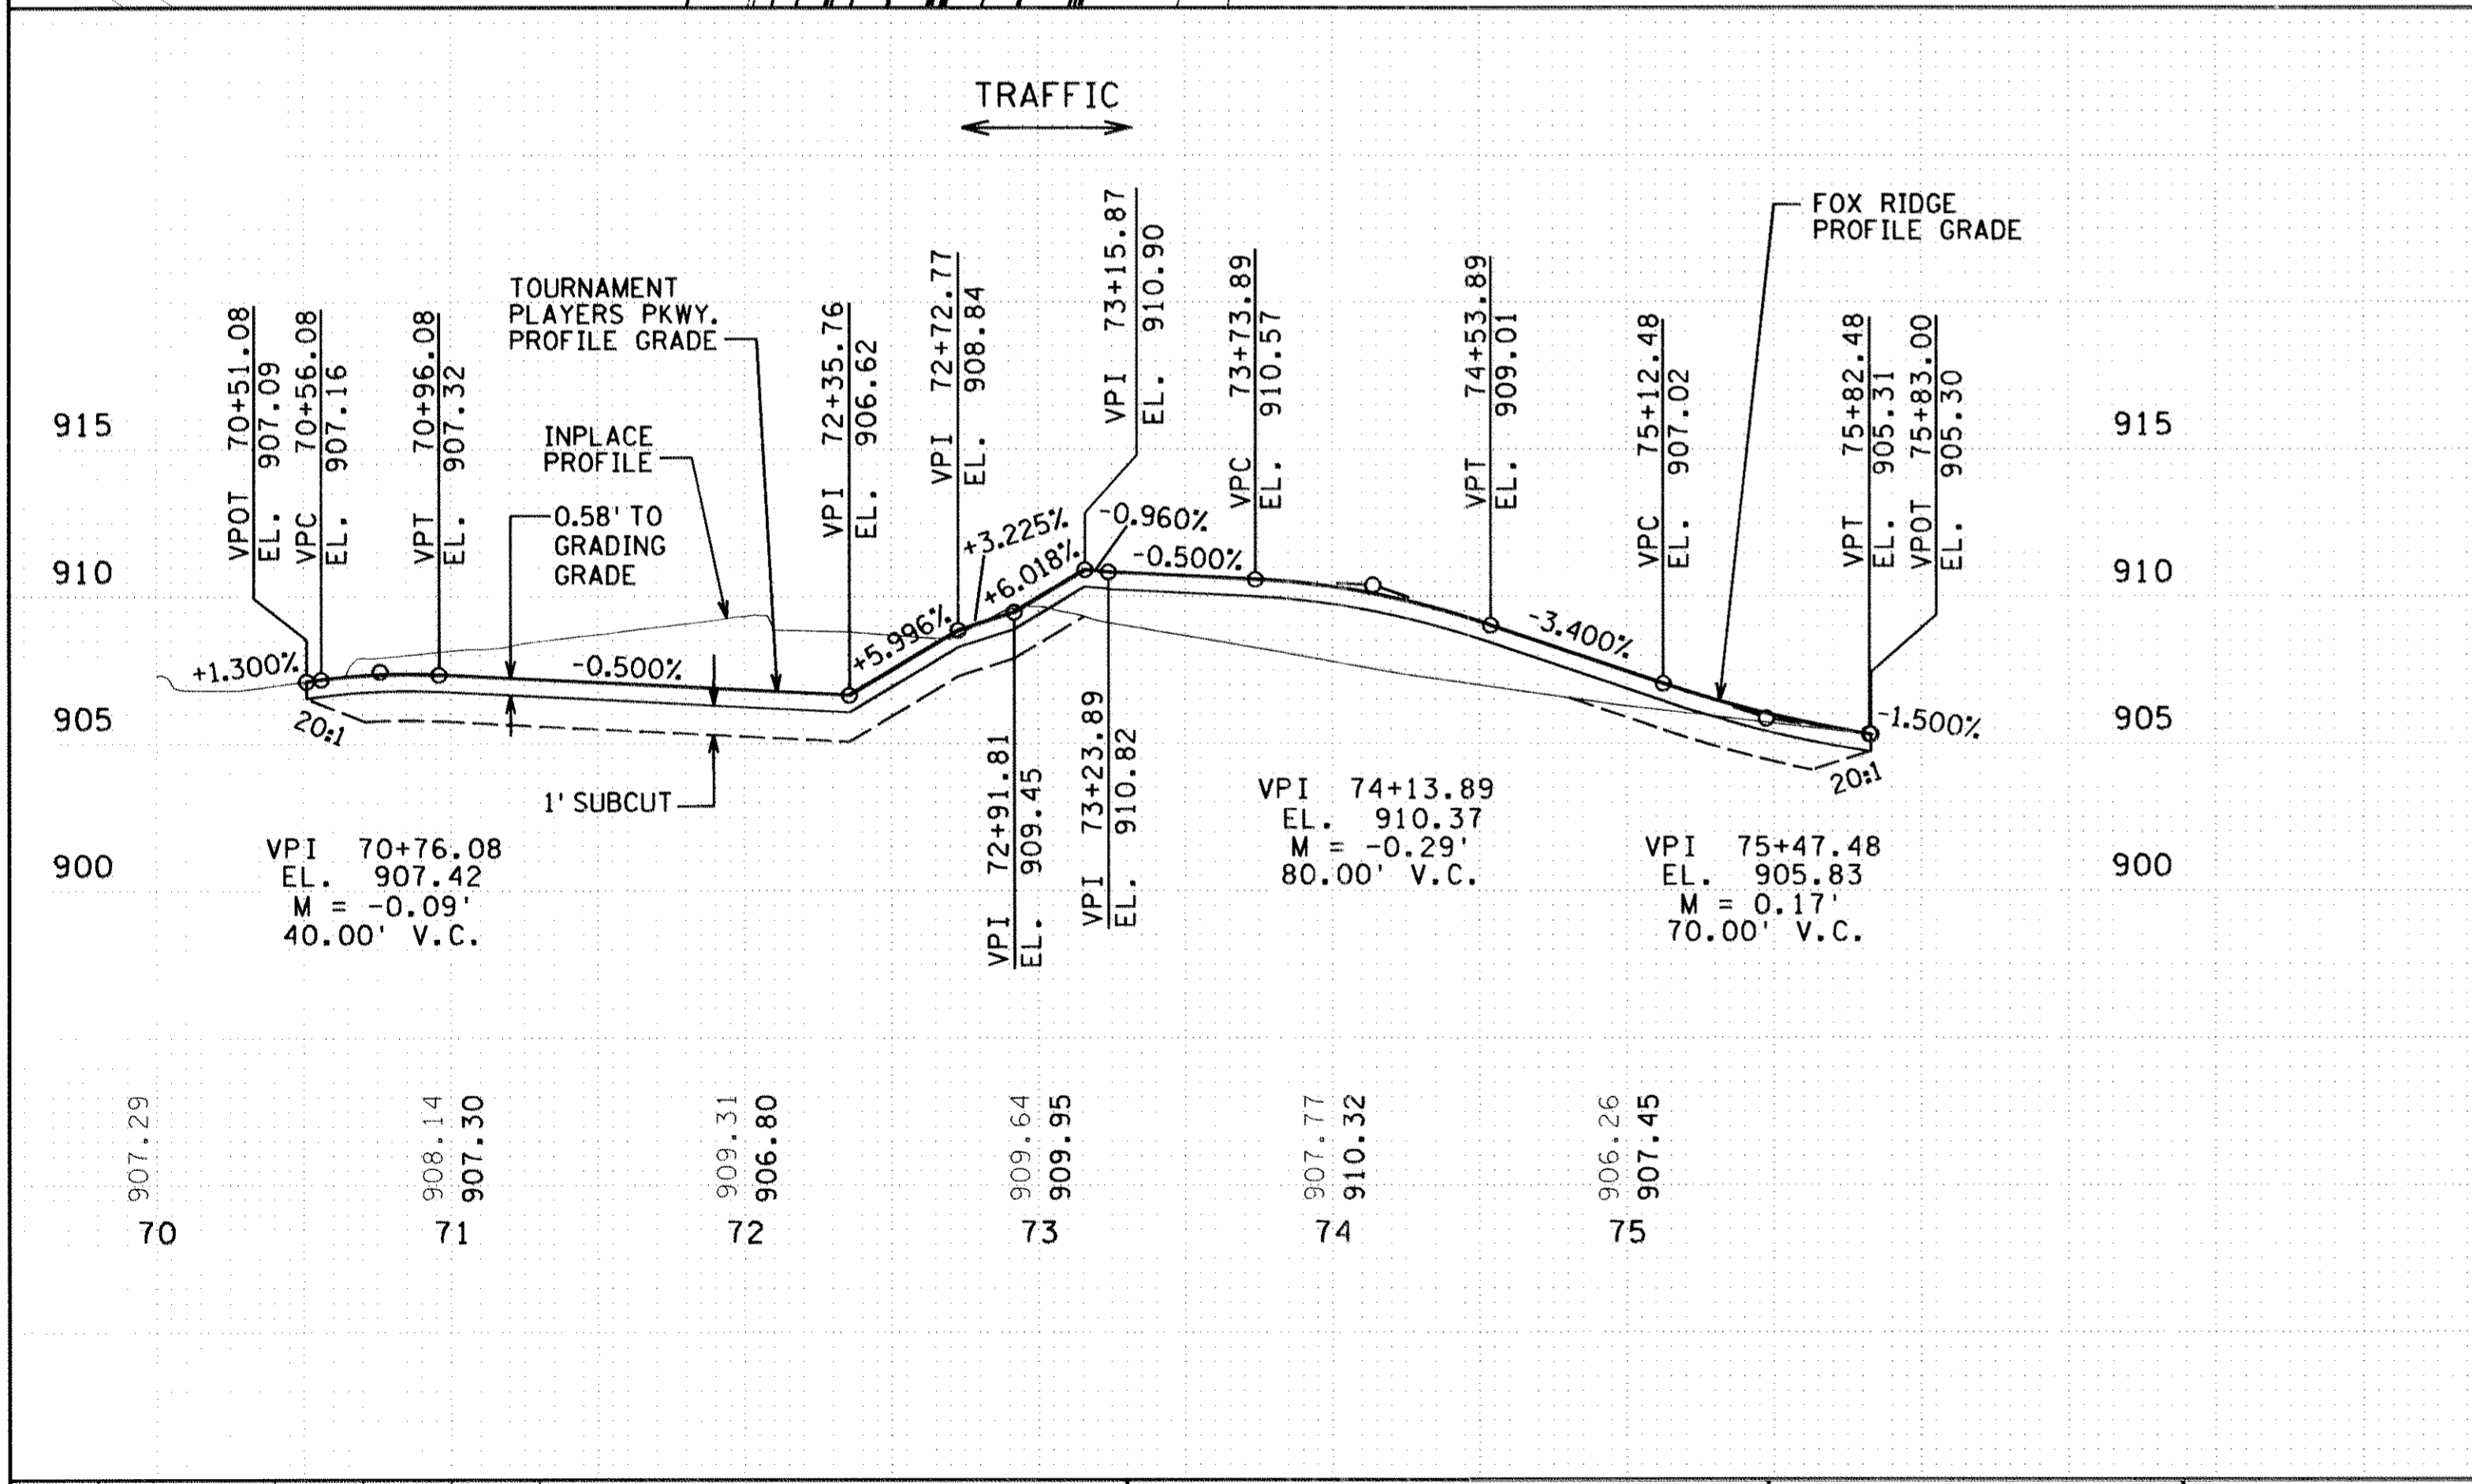 TRAFFIC
VPOT 70+51.08
EL. 907.09
VPC 70+56.08
EL. 907.16
VPT 70+96.08
EL. 907.32
TOURNAMENT
PLAYERS PKWY.
PROFILE GRADE
INPLACE
PROFILE
0.58' TO
GRADING
GRADE
VPI 72+35.76
EL. 906.62
VPI 72+72.77
EL. 908.84
VPI 73+15.87
EL. 910.90
VPC 73+73.89
EL. 910.57
VPT 74+53.89
EL. 909.01
VPC 75+12.48
EL. 907.02
FOX RIDGE
PROFILE GRADE
VPT 75+82.48
EL. 905.31
VPOT 75+83.00
EL. 905.30
915
915
910
910
905
905
900
900
+1.300%
-0.500%
+5.996%
+3.225%
+6.018%
-0.960%
-0.500%
-3.400%
-1.500%
20:1
20:1
1' SUBCUT
VPI 72+91.81
EL. 909.45
VPI 73+23.89
EL. 910.82
VPI 70+76.08
EL. 907.42
M = -0.09'
40.00' V.C.
VPI 74+13.89
EL. 910.37
M = -0.29'
80.00' V.C.
VPI 75+47.48
EL. 905.83
M = 0.17'
70.00' V.C.
907.29
908.14
907.30
909.31
906.80
909.64
909.95
907.77
910.32
906.26
907.45
70
71
72
73
74
75